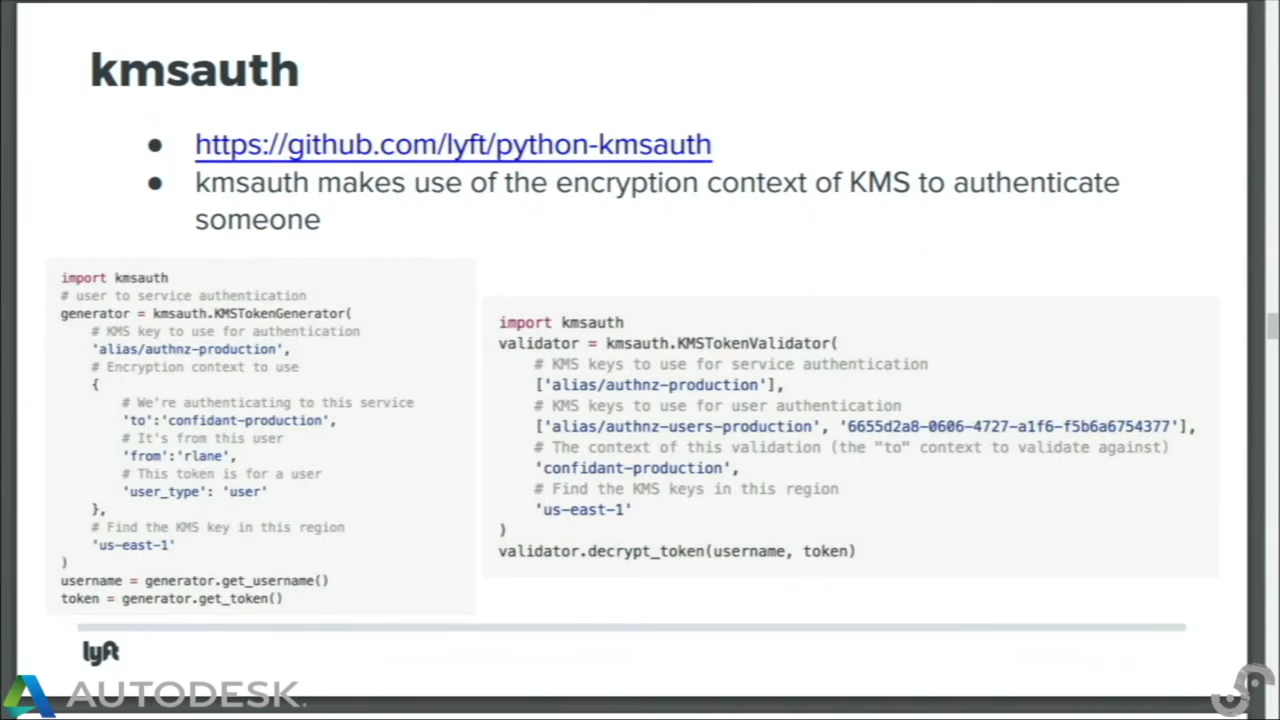 kmsauth
● https://github.com/lyft/python-kmsauth
● kmsauth makes use of the encryption context of KMS to authenticate
someone
import kmsauth
# user to service authentication
generator = kmsauth.KMSTokenGenerator(
# KMS key to use for authentication
'alias/authnz-production',
# Encryption context to use
{
# We're authenticating to this service
'to':'confidant-production',
# It's from this user
'from':'rlane',
# This token is for a user
'user_type': 'user'
},
# Find the KMS key in this region
'us-east-1'
)
username = generator.get_username()
token = generator.get_token()
import kmsauth
validator = kmsauth.KMSTokenValidator(
# KMS keys to use for service authentication
['alias/authnz-production'],
# KMS keys to use for user authentication
['alias/authnz-users-production', '6655d2a8-0606-4727-a1f6-f5b6a6754377'],
# The context of this validation (the "to" context to validate against)
'confidant-production',
# Find the KMS keys in this region
'us-east-1'
)
validator.decrypt_token(username, token)
lyft
AUTODESK.